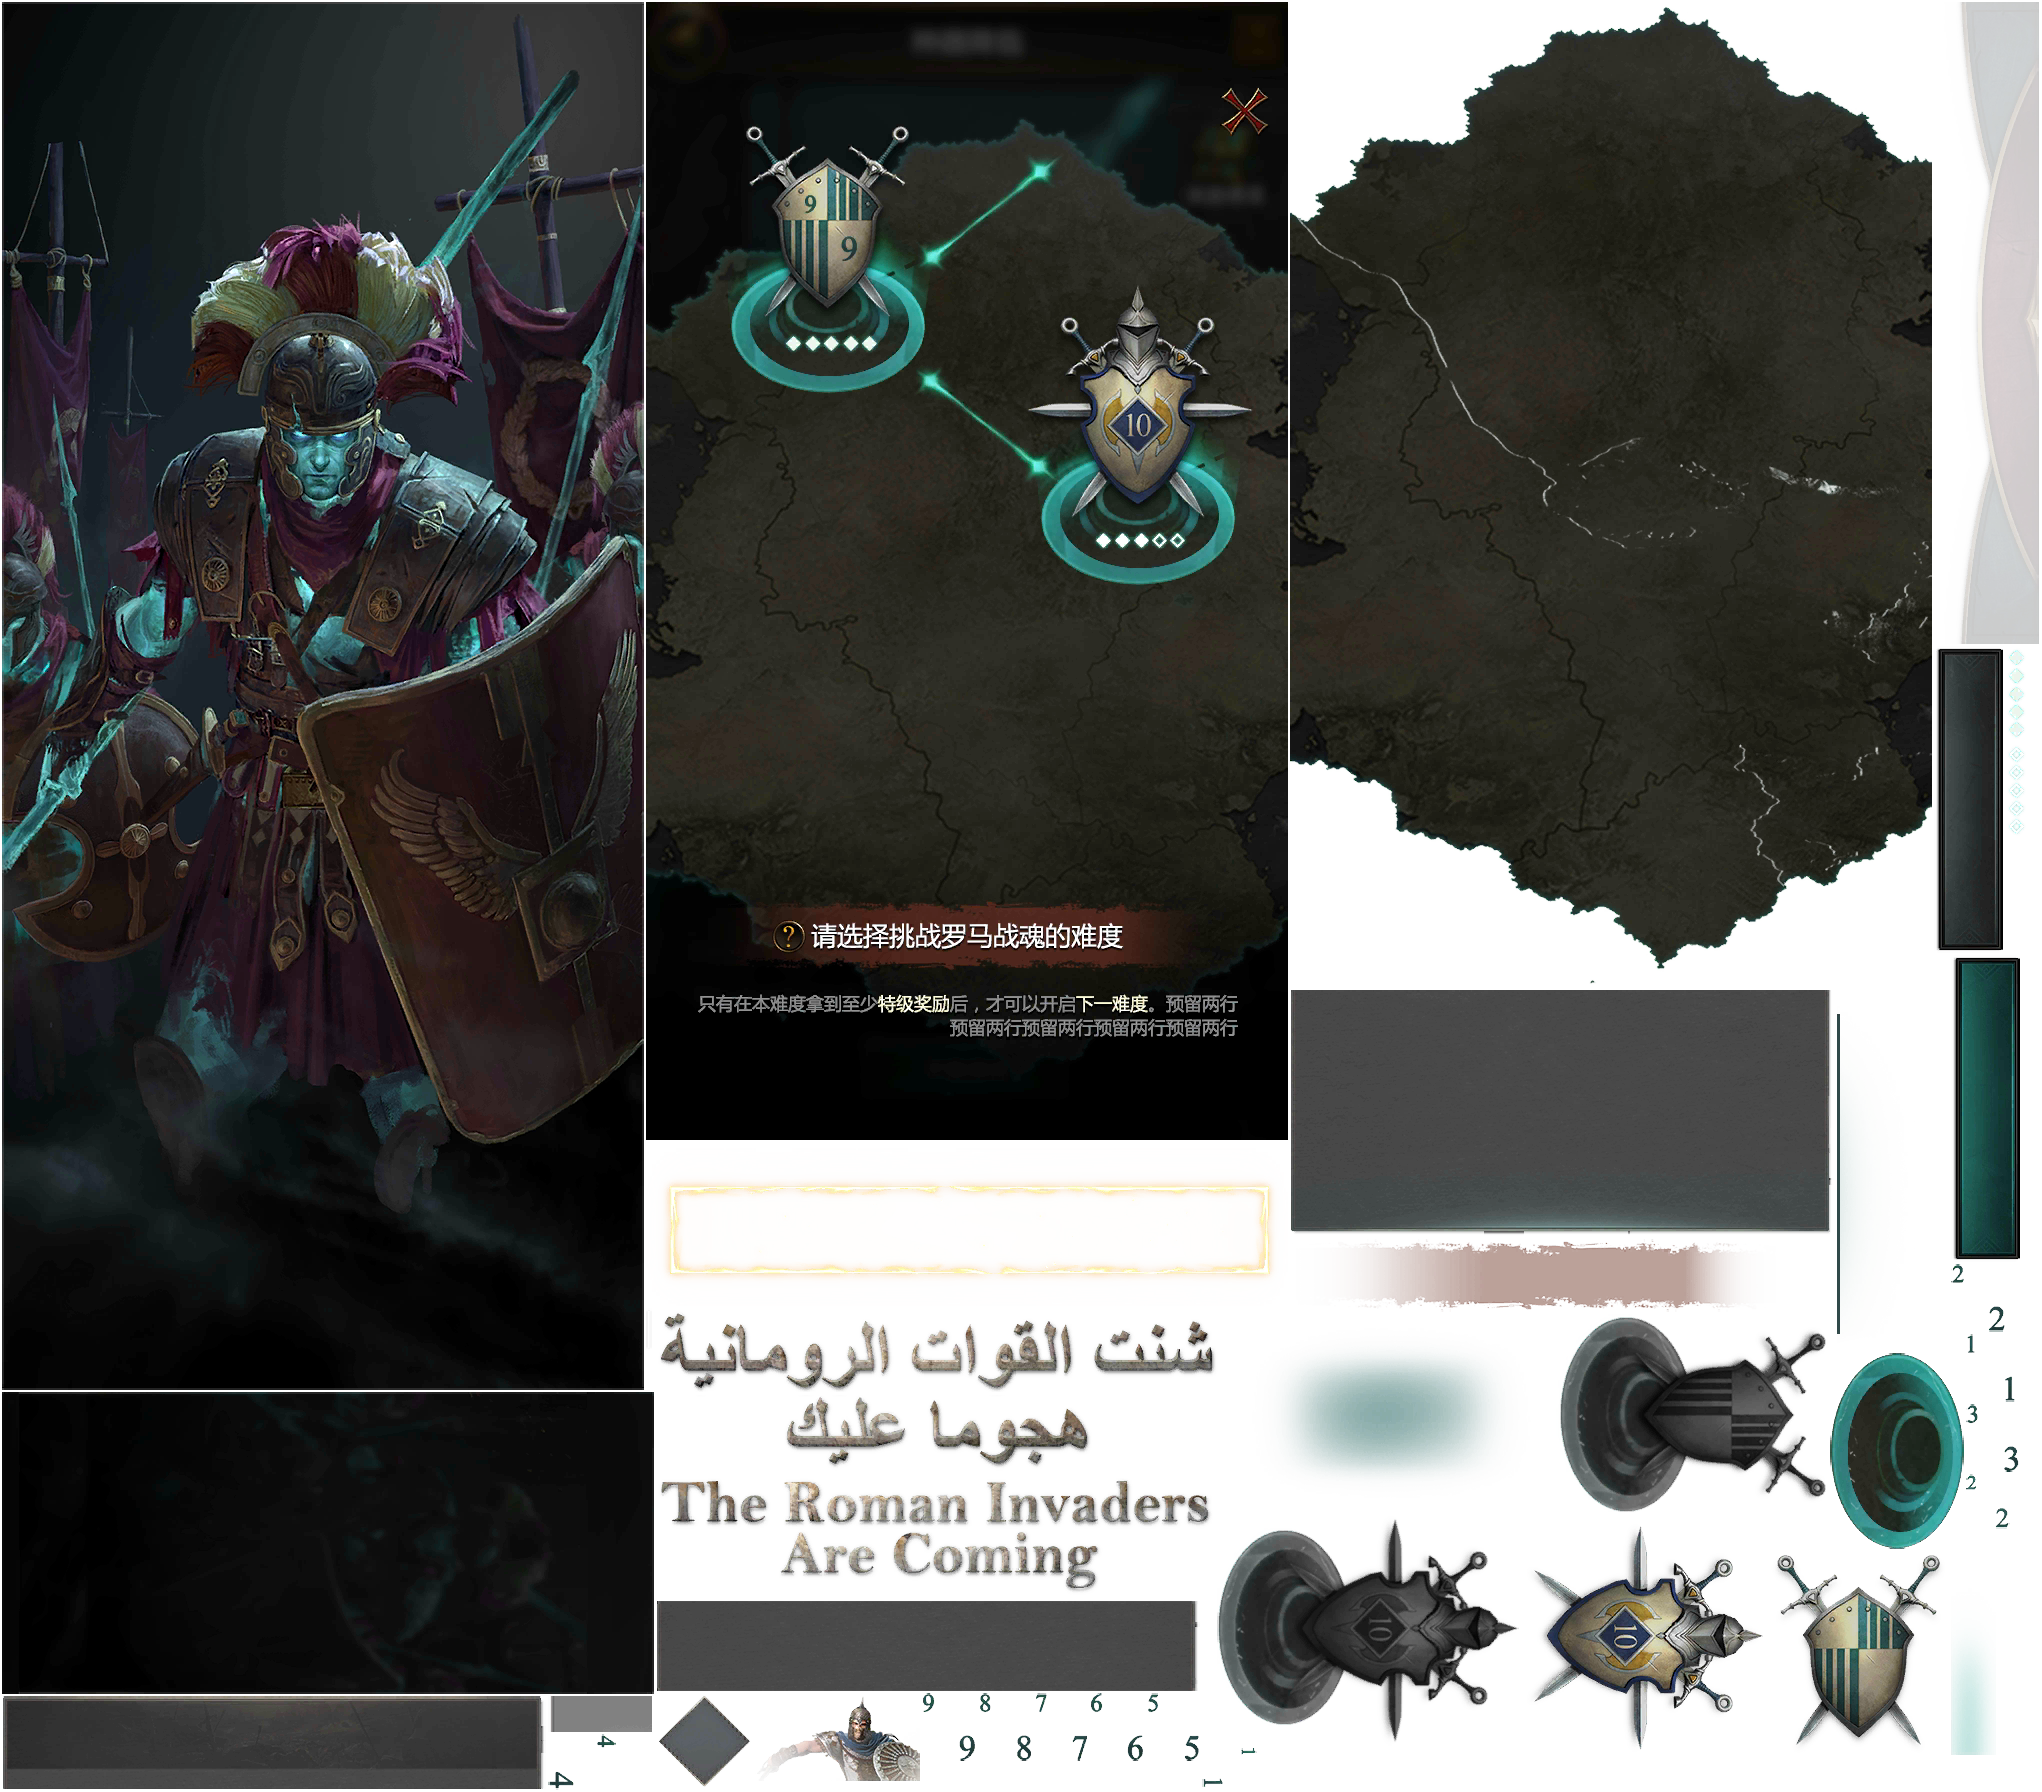 9
9
10
请选择挑战罗马战魂的难度
只有在本难度拿到至少特级奖励后，才可以开启下一难度。预留两行
预留两行预留两行预留两行预留两行
شنت القوات الرومانية
هجوما عليك
The Roman Invaders
Are Coming
2
2
1
1
3
3
2
2
10
10
9 8 7 6 5
9 8 7 6 5
4
4
1
1